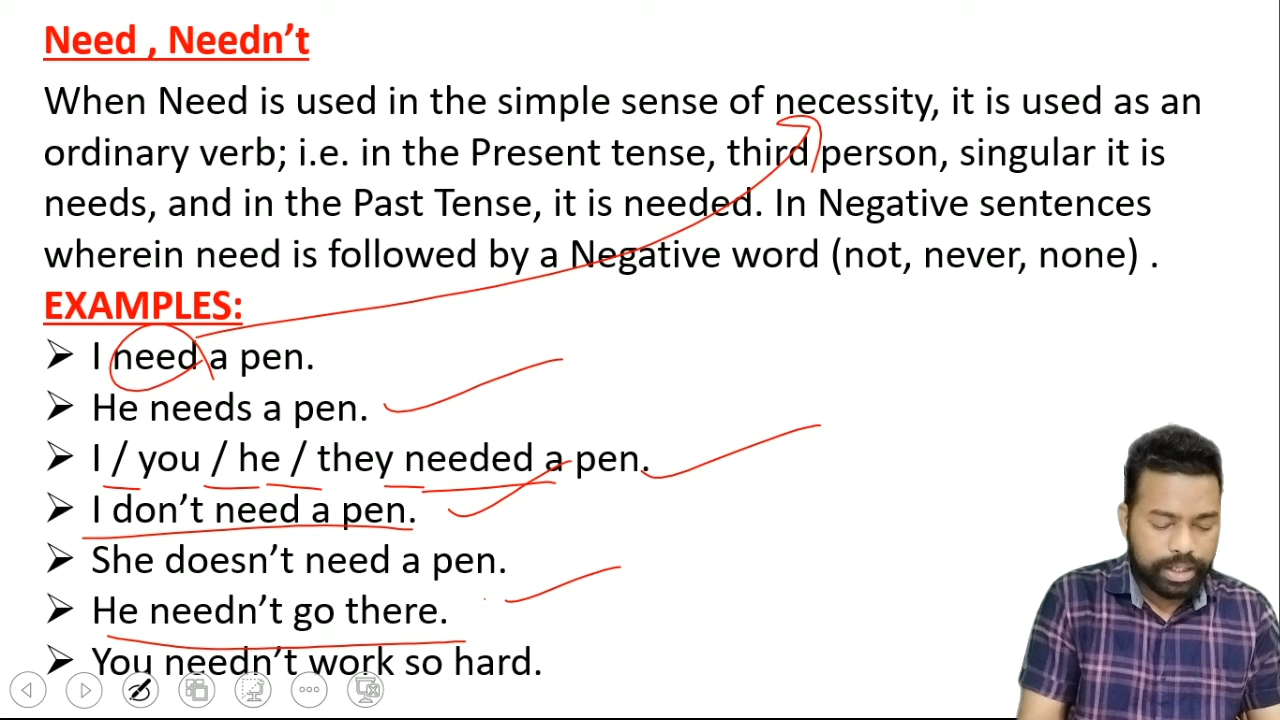 Need , Needn’t
When Need is used in the simple sense of necessity, it is used as an
ordinary verb; i.e. in the Present tense, third person, singular it is
needs, and in the Past Tense, it is needed. In Negative sentences
wherein need is followed by a Negative word (not, never, none) .
EXAMPLES:
➤ I need a pen.
➤ He needs a pen.
➤ I / you / he / they needed a pen.
➤ I don’t need a pen.
➤ She doesn’t need a pen.
➤ He needn’t go there.
➤ You needn’t work so hard.